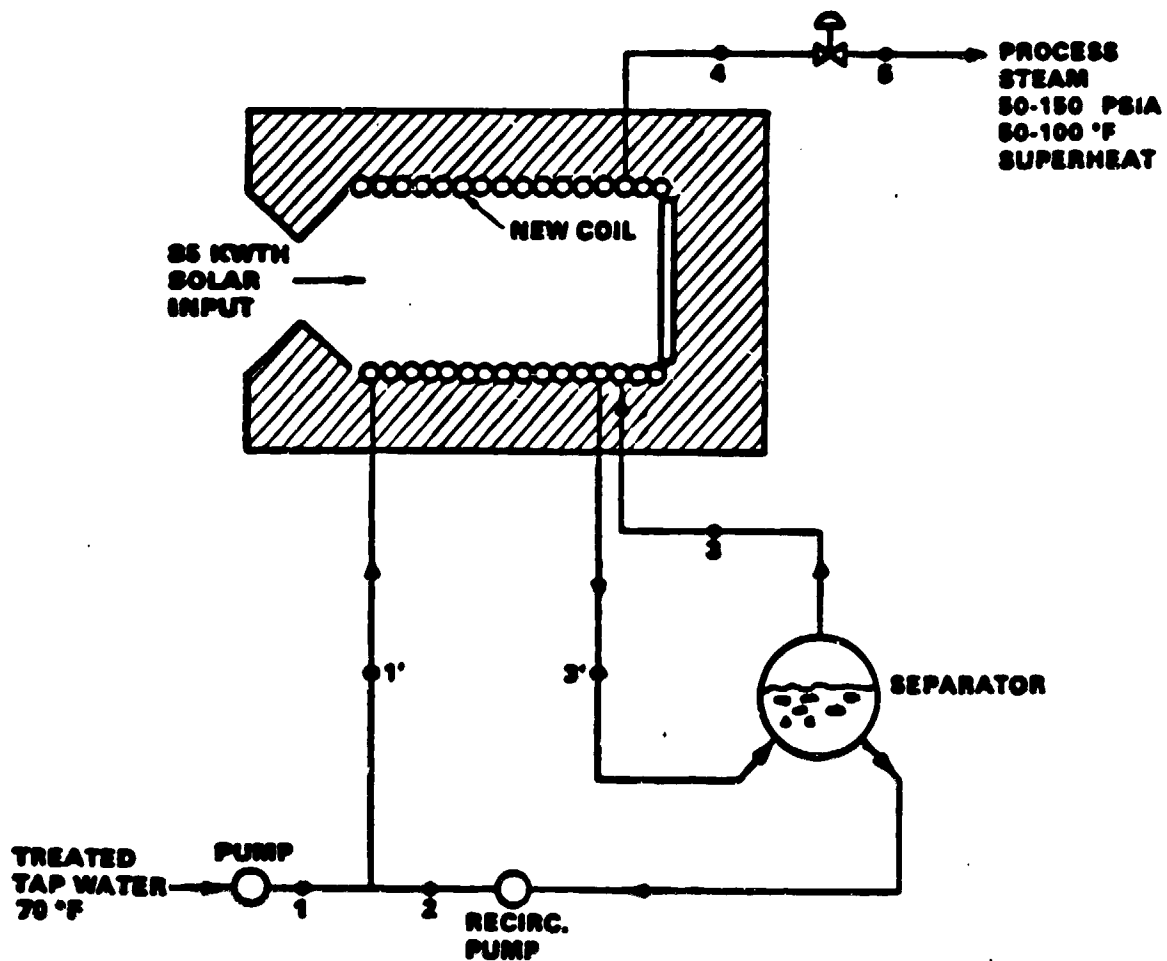 4
5
PROCESS
STEAM
50-150 PSIA
50-100 °F
SUPERHEAT
NEW COIL
85 KWTH
SOLAR
INPUT
3
1'
3'
SEPARATOR
TREATED
TAP WATER
70 °F
PUMP
1
2
RECIRC.
PUMP